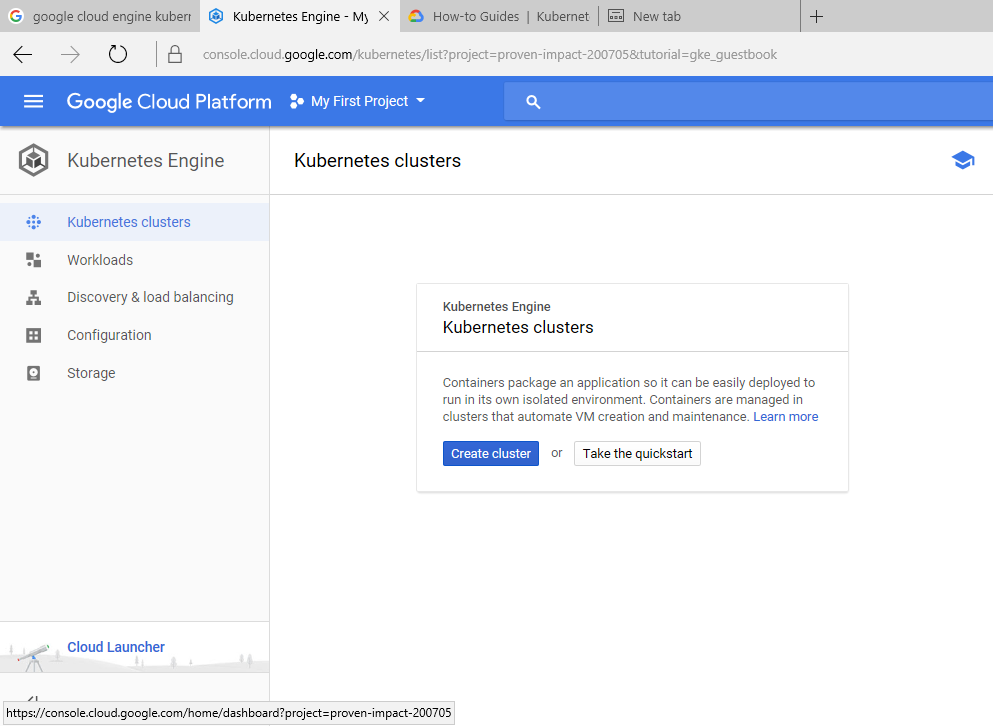 google cloud engine kuberr
Kubernetes Engine - My
How-to Guides | Kubernet
New tab
console.cloud.google.com/kubernetes/list?project=proven-impact-200705&tutorial=gke_guestbook
Google Cloud Platform
My First Project
Kubernetes Engine
Kubernetes clusters
Kubernetes clusters
Workloads
Discovery & load balancing
Configuration
Storage
Kubernetes Engine
Kubernetes clusters
Containers package an application so it can be easily deployed to
run in its own isolated environment. Containers are managed in
clusters that automate VM creation and maintenance. Learn more
Create cluster or Take the quickstart
Cloud Launcher
https://console.cloud.google.com/home/dashboard?project=proven-impact-200705